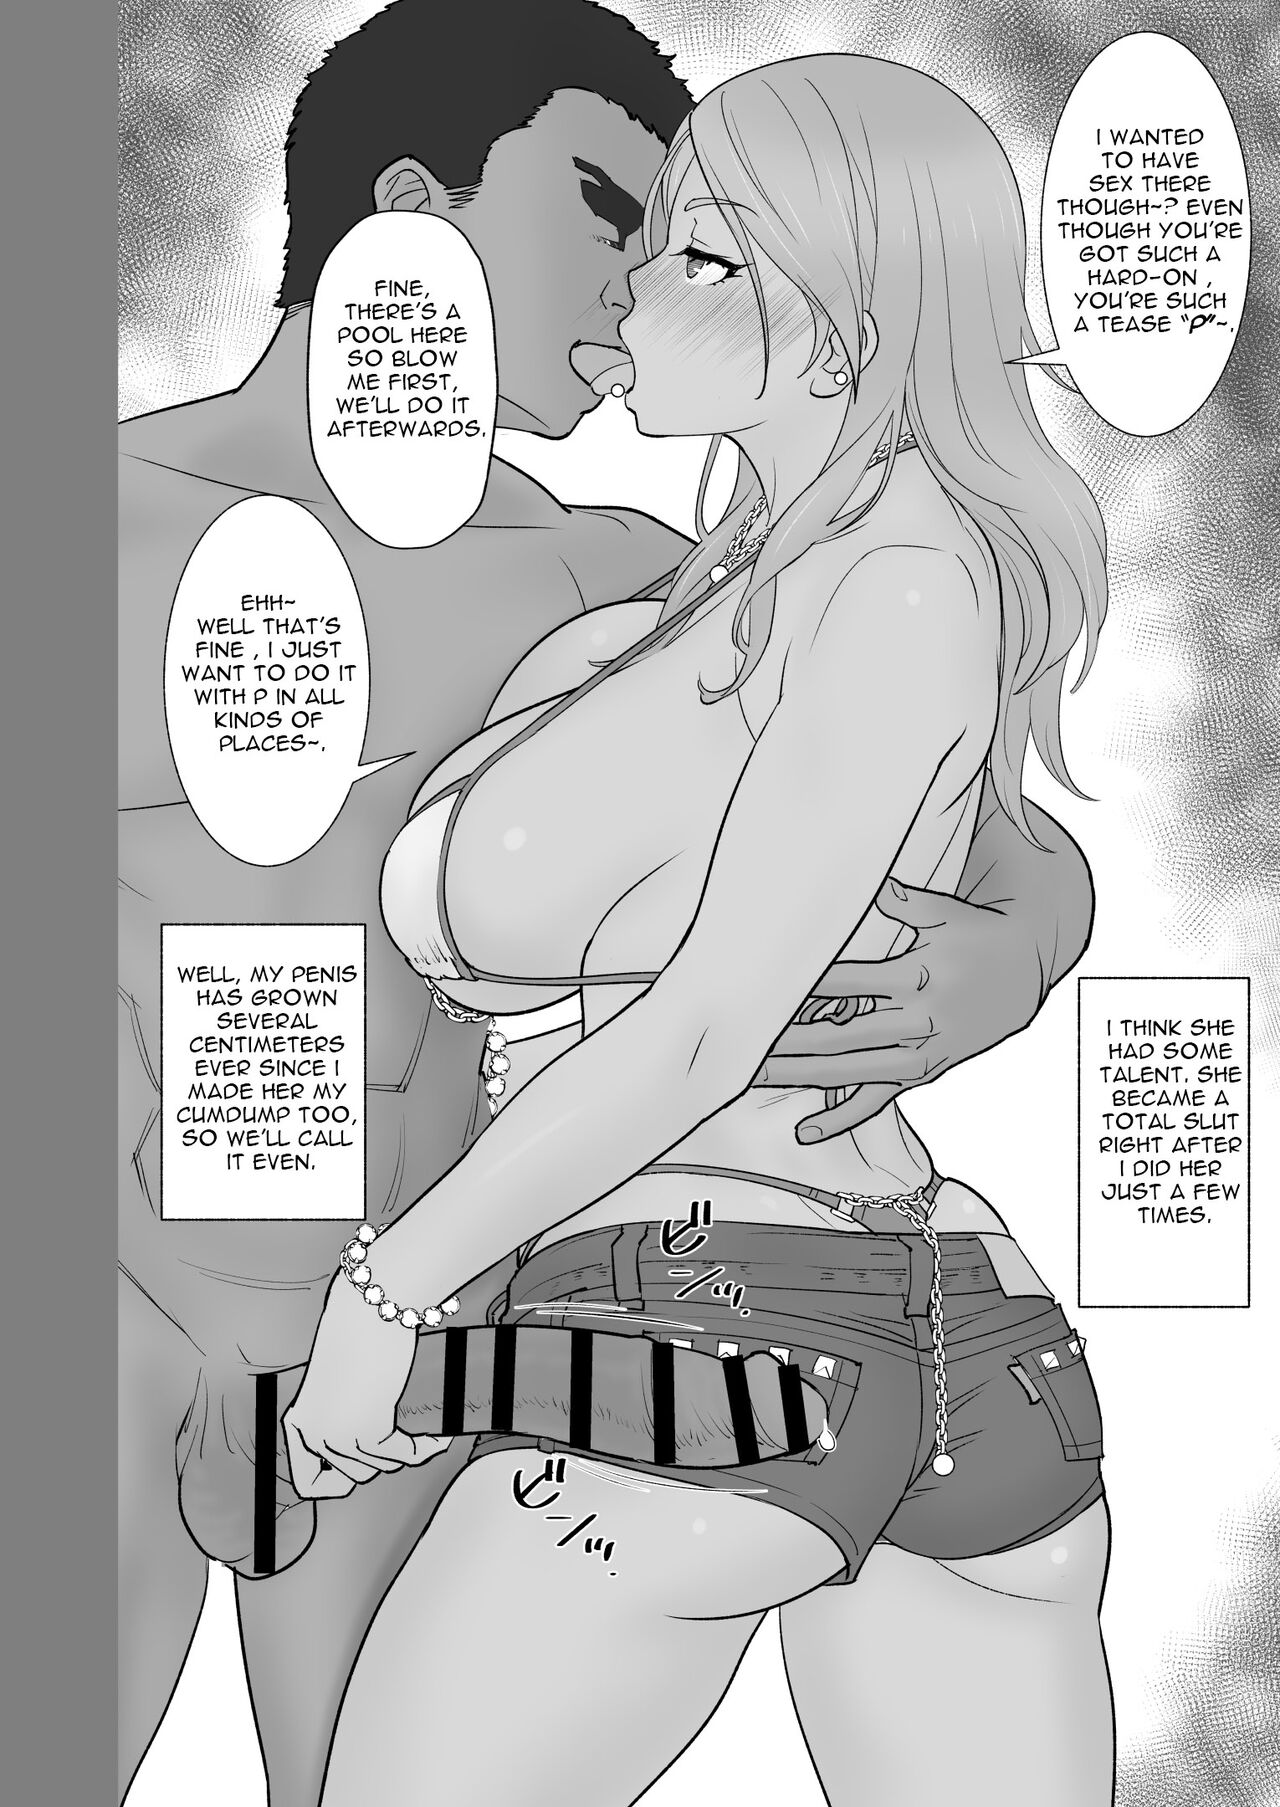 I WANTED
TO HAVE
SEX THERE
THOUGH~? EVEN
THOUGH YOU'RE
GOT SUCH A
HARD-ON ,
YOU'RE SUCH
A TEASE "P"~.
FINE,
THERE'S A
POOL HERE
SO BLOW
ME FIRST,
WE'LL DO IT
AFTERWARDS.
EHH~
WELL THAT'S
FINE , I JUST
WANT TO DO IT
WITH P IN ALL
KINDS OF
PLACES~.
WELL, MY PENIS
HAS GROWN
SEVERAL
CENTIMETERS
EVER SINCE I
MADE HER MY
CUMDUMP TOO,
SO WE'LL CALL
IT EVEN.
I THINK SHE
HAD SOME
TALENT. SHE
BECAME A
TOTAL SLUT
RIGHT AFTER
I DID HER
JUST A FEW
TIMES.
ビ
ビ